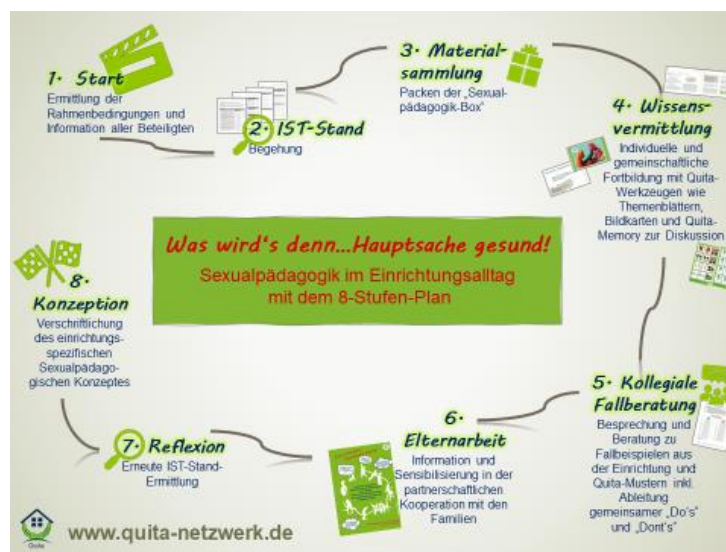 1. Start
Ermittlung der
Rahmenbedingungen und
Information aller Beteiligten
2. IST-Stand
Begehung
3. Material-
sammlung
Packen der „Sexual-
pädagogik-Box“
4. Wissens-
vermittlung
Individuelle und
gemeinschaftliche
Fortbildung mit Quita-
Werkzeugen wie
Themenblättern,
Bildkarten und Quita-
Memory zur Diskussion
Was wird's denn...Hauptsache gesund!
Sexualpädagogik im Einrichtungsalltag
mit dem 8-Stufen-Plan
5. Kollegiale
Fallberatung
Besprechung und
Beratung zu
Fallbeispielen aus
der Einrichtung und
Quita-Mustern inkl.
Ableitung
gemeinsamer „Do's“
und „Dont's“
6.
Elternarbeit
Information und
Sensibilisierung in der
partnerschaftlichen
Kooperation mit den
Familien
7. Reflexion
Erneute IST-Stand-
Ermittlung
8.
Konzeption
Verschriftlichung
des einrichtungs-
spezifischen
Sexualpädago-
gischen Konzeptes
Quita
www.quita-netzwerk.de